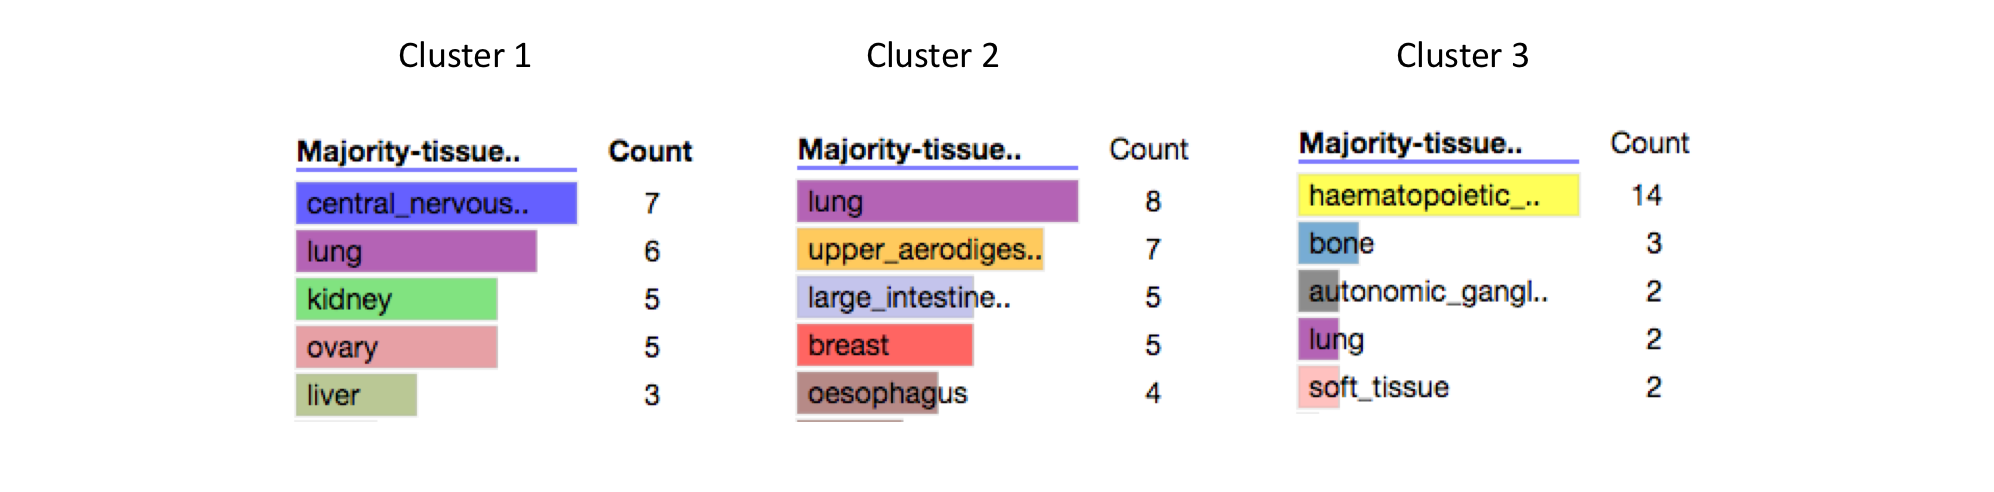 Cluster 1
Cluster 2
Cluster 3
Majority-tissue.. Count
central_nervous.. 7
lung 6
kidney 5
ovary 5
liver 3
Majority-tissue.. Count
lung 8
upper_aerodiges.. 7
large_intestine.. 5
breast 5
oesophagus 4
Majority-tissue.. Count
haematopoietic_.. 14
bone 3
autonomic_gangl.. 2
lung 2
soft_tissue 2